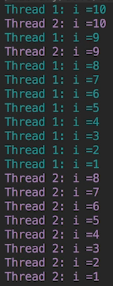 Thread 1: i =10
Thread 2: i =10
Thread 1: i =9
Thread 2: i =9
Thread 1: i =8
Thread 1: i =7
Thread 1: i =6
Thread 1: i =5
Thread 1: i =4
Thread 1: i =3
Thread 1: i =2
Thread 1: i =1
Thread 2: i =8
Thread 2: i =7
Thread 2: i =6
Thread 2: i =5
Thread 2: i =4
Thread 2: i =3
Thread 2: i =2
Thread 2: i =1